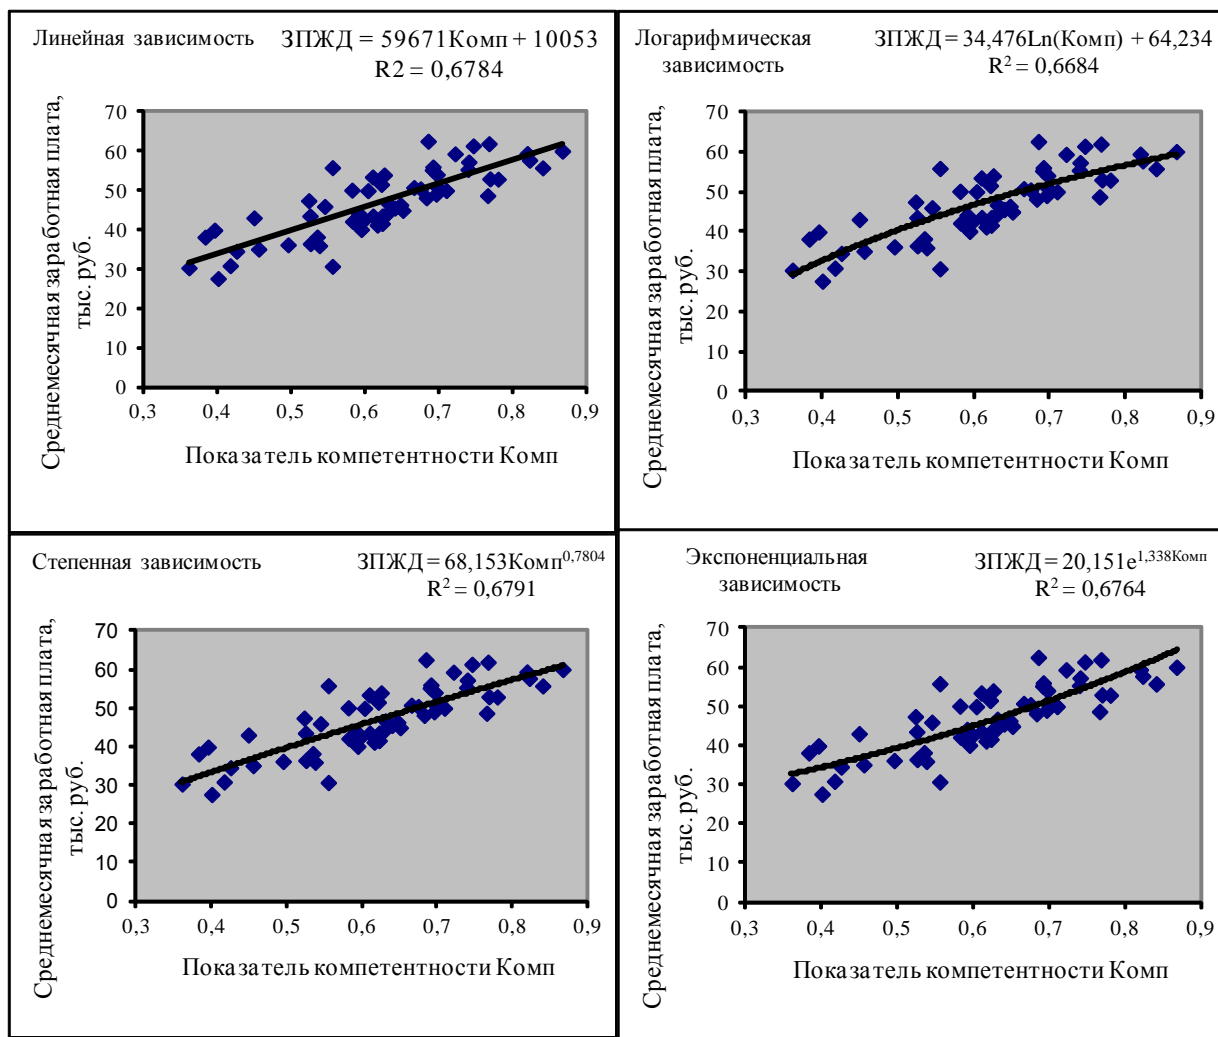 Линейная зависимость
ЗПЖД = 59671Комп + 10053
R2 = 0,6784
Среднемесячная заработная плата,
тыс. руб.
70
60
50
40
30
20
10
0
0,3 0,4 0,5 0,6 0,7 0,8 0,9
Показатель компетентности Комп
Логарифмическая
зависимость
ЗПЖД = 34,476Ln(Комп) + 64,234
R² = 0,6684
Среднемесячная заработная плата,
тыс. руб.
70
60
50
40
30
20
10
0
0,3 0,4 0,5 0,6 0,7 0,8 0,9
Показатель компетентности Комп
Степенная зависимость
ЗПЖД = 68,153Комп^0,7804
R² = 0,6791
Среднемесячная заработная плата,
тыс. руб.
70
60
50
40
30
20
10
0
0,3 0,4 0,5 0,6 0,7 0,8 0,9
Показатель компетентности Комп
Экспоненциальная
зависимость
ЗПЖД = 20,151e^1,338Комп
R² = 0,6764
Среднемесячная заработная плата,
тыс. руб.
70
60
50
40
30
20
10
0
0,3 0,4 0,5 0,6 0,7 0,8 0,9
Показатель компетентности Комп